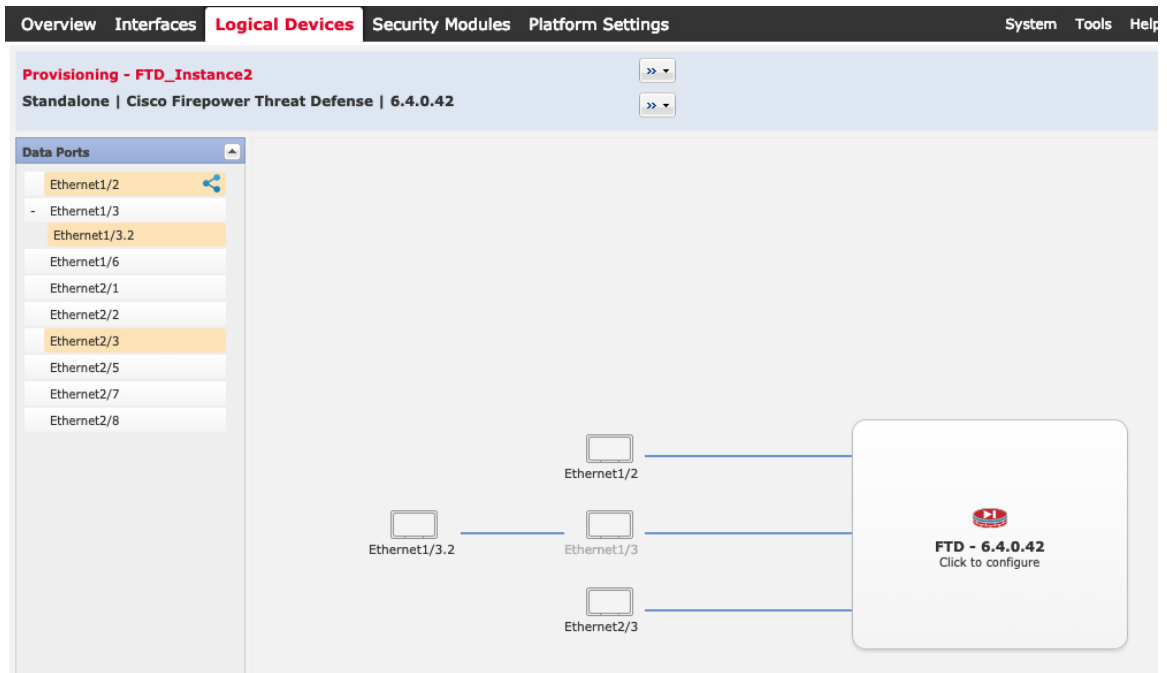 Overview Interfaces Logical Devices Security Modules Platform Settings System Tools Help
Provisioning - FTD_Instance2
Standalone | Cisco Firepower Threat Defense | 6.4.0.42
Data Ports
Ethernet1/2
- Ethernet1/3
Ethernet1/3.2
Ethernet1/6
Ethernet2/1
Ethernet2/2
Ethernet2/3
Ethernet2/5
Ethernet2/7
Ethernet2/8
Ethernet1/2
Ethernet1/3.2
Ethernet1/3
Ethernet2/3
FTD - 6.4.0.42
Click to configure